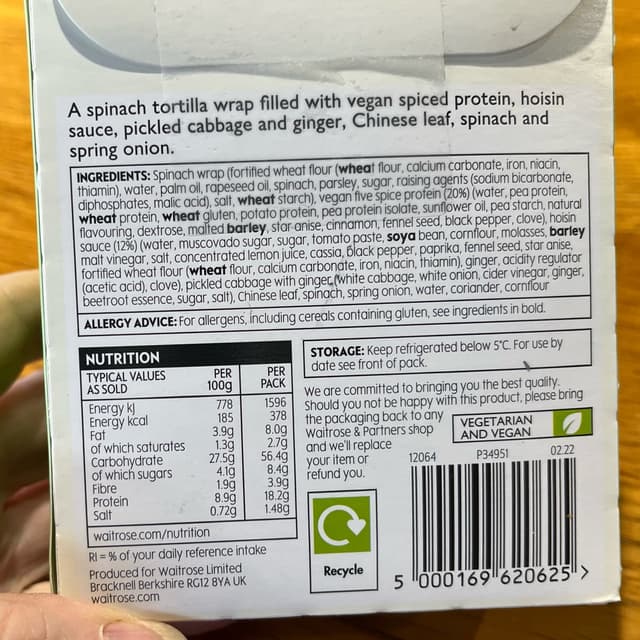 A spinach tortilla wrap filled with vegan spiced protein, hoisin
sauce, pickled cabbage and ginger, Chinese leaf, spinach and
spring onion.
INGREDIENTS: Spinach wrap (fortified wheat flour (wheat flour, calcium carbonate, iron, niacin,
thiamin), water, palm oil, rapeseed oil, spinach, parsley, sugar, raising agents (sodium bicarbonate,
diphosphates, malic acid), salt, wheat starch), vegan five spice protein (20%) (water, pea protein,
wheat protein, wheat gluten, potato protein, pea protein isolate, sunflower oil, pea starch, natural
flavouring, dextrose, malted barley, star anise, cinnamon, fennel seed, black pepper, clove), hoisin
sauce (12%) (water, muscovado sugar, sugar, tomato paste, soya bean, cornflour, molasses, barley
malt vinegar, salt, concentrated lemon juice, cassia, black pepper, paprika, fennel seed, star anise,
fortified wheat flour (wheat flour, calcium carbonate, iron, niacin, thiamin), ginger, acidity regulator
(acetic acid), clove), pickled cabbage with ginger (white cabbage, white onion, cider vinegar, ginger,
beetroot essence, sugar, salt), Chinese leaf, spinach, spring onion, water, coriander, cornflour
ALLERGY ADVICE: For allergens, including cereals containing gluten, see ingredients in bold.
NUTRITION
TYPICAL VALUES AS SOLD PER 100g PER PACK
Energy kJ 778 1596
Energy kcal 185 378
Fat 3.9g 8.0g
of which saturates 1.3g 2.7g
Carbohydrate 27.5g 56.4g
of which sugars 4.1g 8.4g
Fibre 1.9g 3.9g
Protein 8.9g 18.2g
Salt 0.72g 1.48g
waitrose.com/nutrition
RI = % of your daily reference intake
Produced for Waitrose Limited
Bracknell Berkshire RG12 8YA UK
waitrose.com
STORAGE: Keep refrigerated below 5°C. For use by
date see front of pack.
We are committed to bringing you the best quality.
Should you not be happy with this product, please bring
the packaging back to any
Waitrose & Partners shop
and we'll replace
your item or
refund you.
VEGETARIAN
AND VEGAN
12064 P34951 02.22
Recycle
5 000169 620625 >